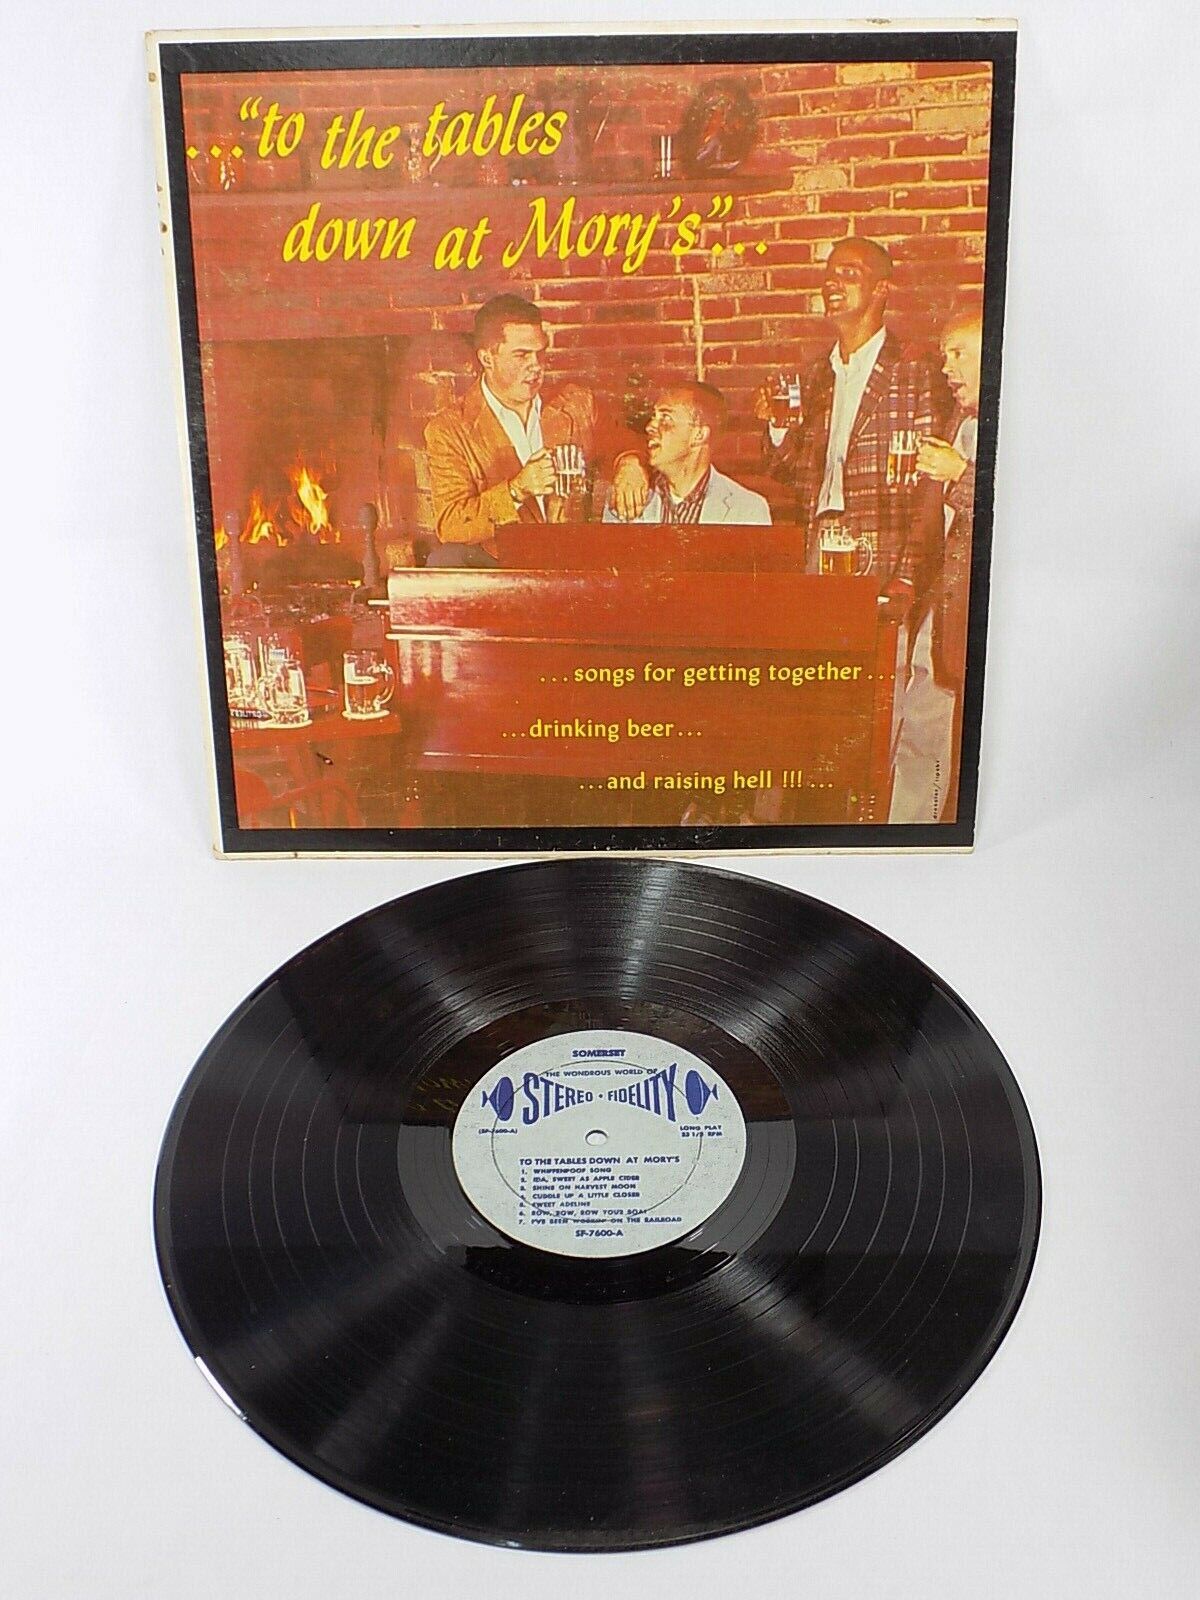 ..."to the tables
down at Mory's"...
...songs for getting together...
...drinking beer...
...and raising hell !!!...
SOMERSET
THE WONDROUS WORLD OF
STEREO • FIDELITY
(SF-7600-A)
LONG PLAY
33 1/3 RPM
TO THE TABLES DOWN AT MORY'S
1. WHIFFENPOOF SONG
2. IDA, SWEET AS APPLE CIDER
3. SHINE ON HARVEST MOON
4. CUDDLE UP A LITTLE CLOSER
5. SWEET ADELINE
6. ROW, ROW, ROW YOUR BOAT
7. I'VE BEEN WORKIN' ON THE RAILROAD
SF-7600-A